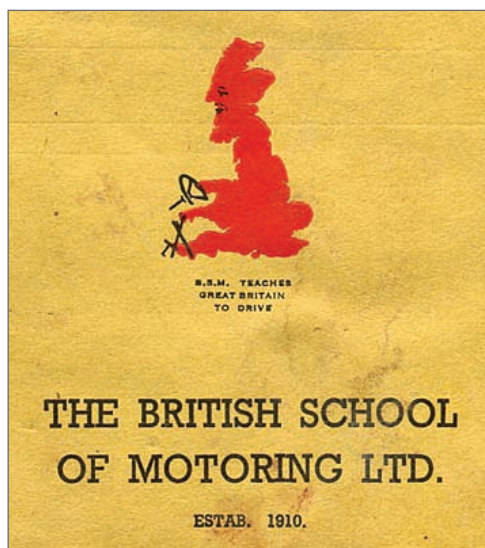 B.S.M. TEACHES
GREAT BRITAIN
TO DRIVE
THE BRITISH SCHOOL
OF MOTORING LTD.
ESTAB. 1910.